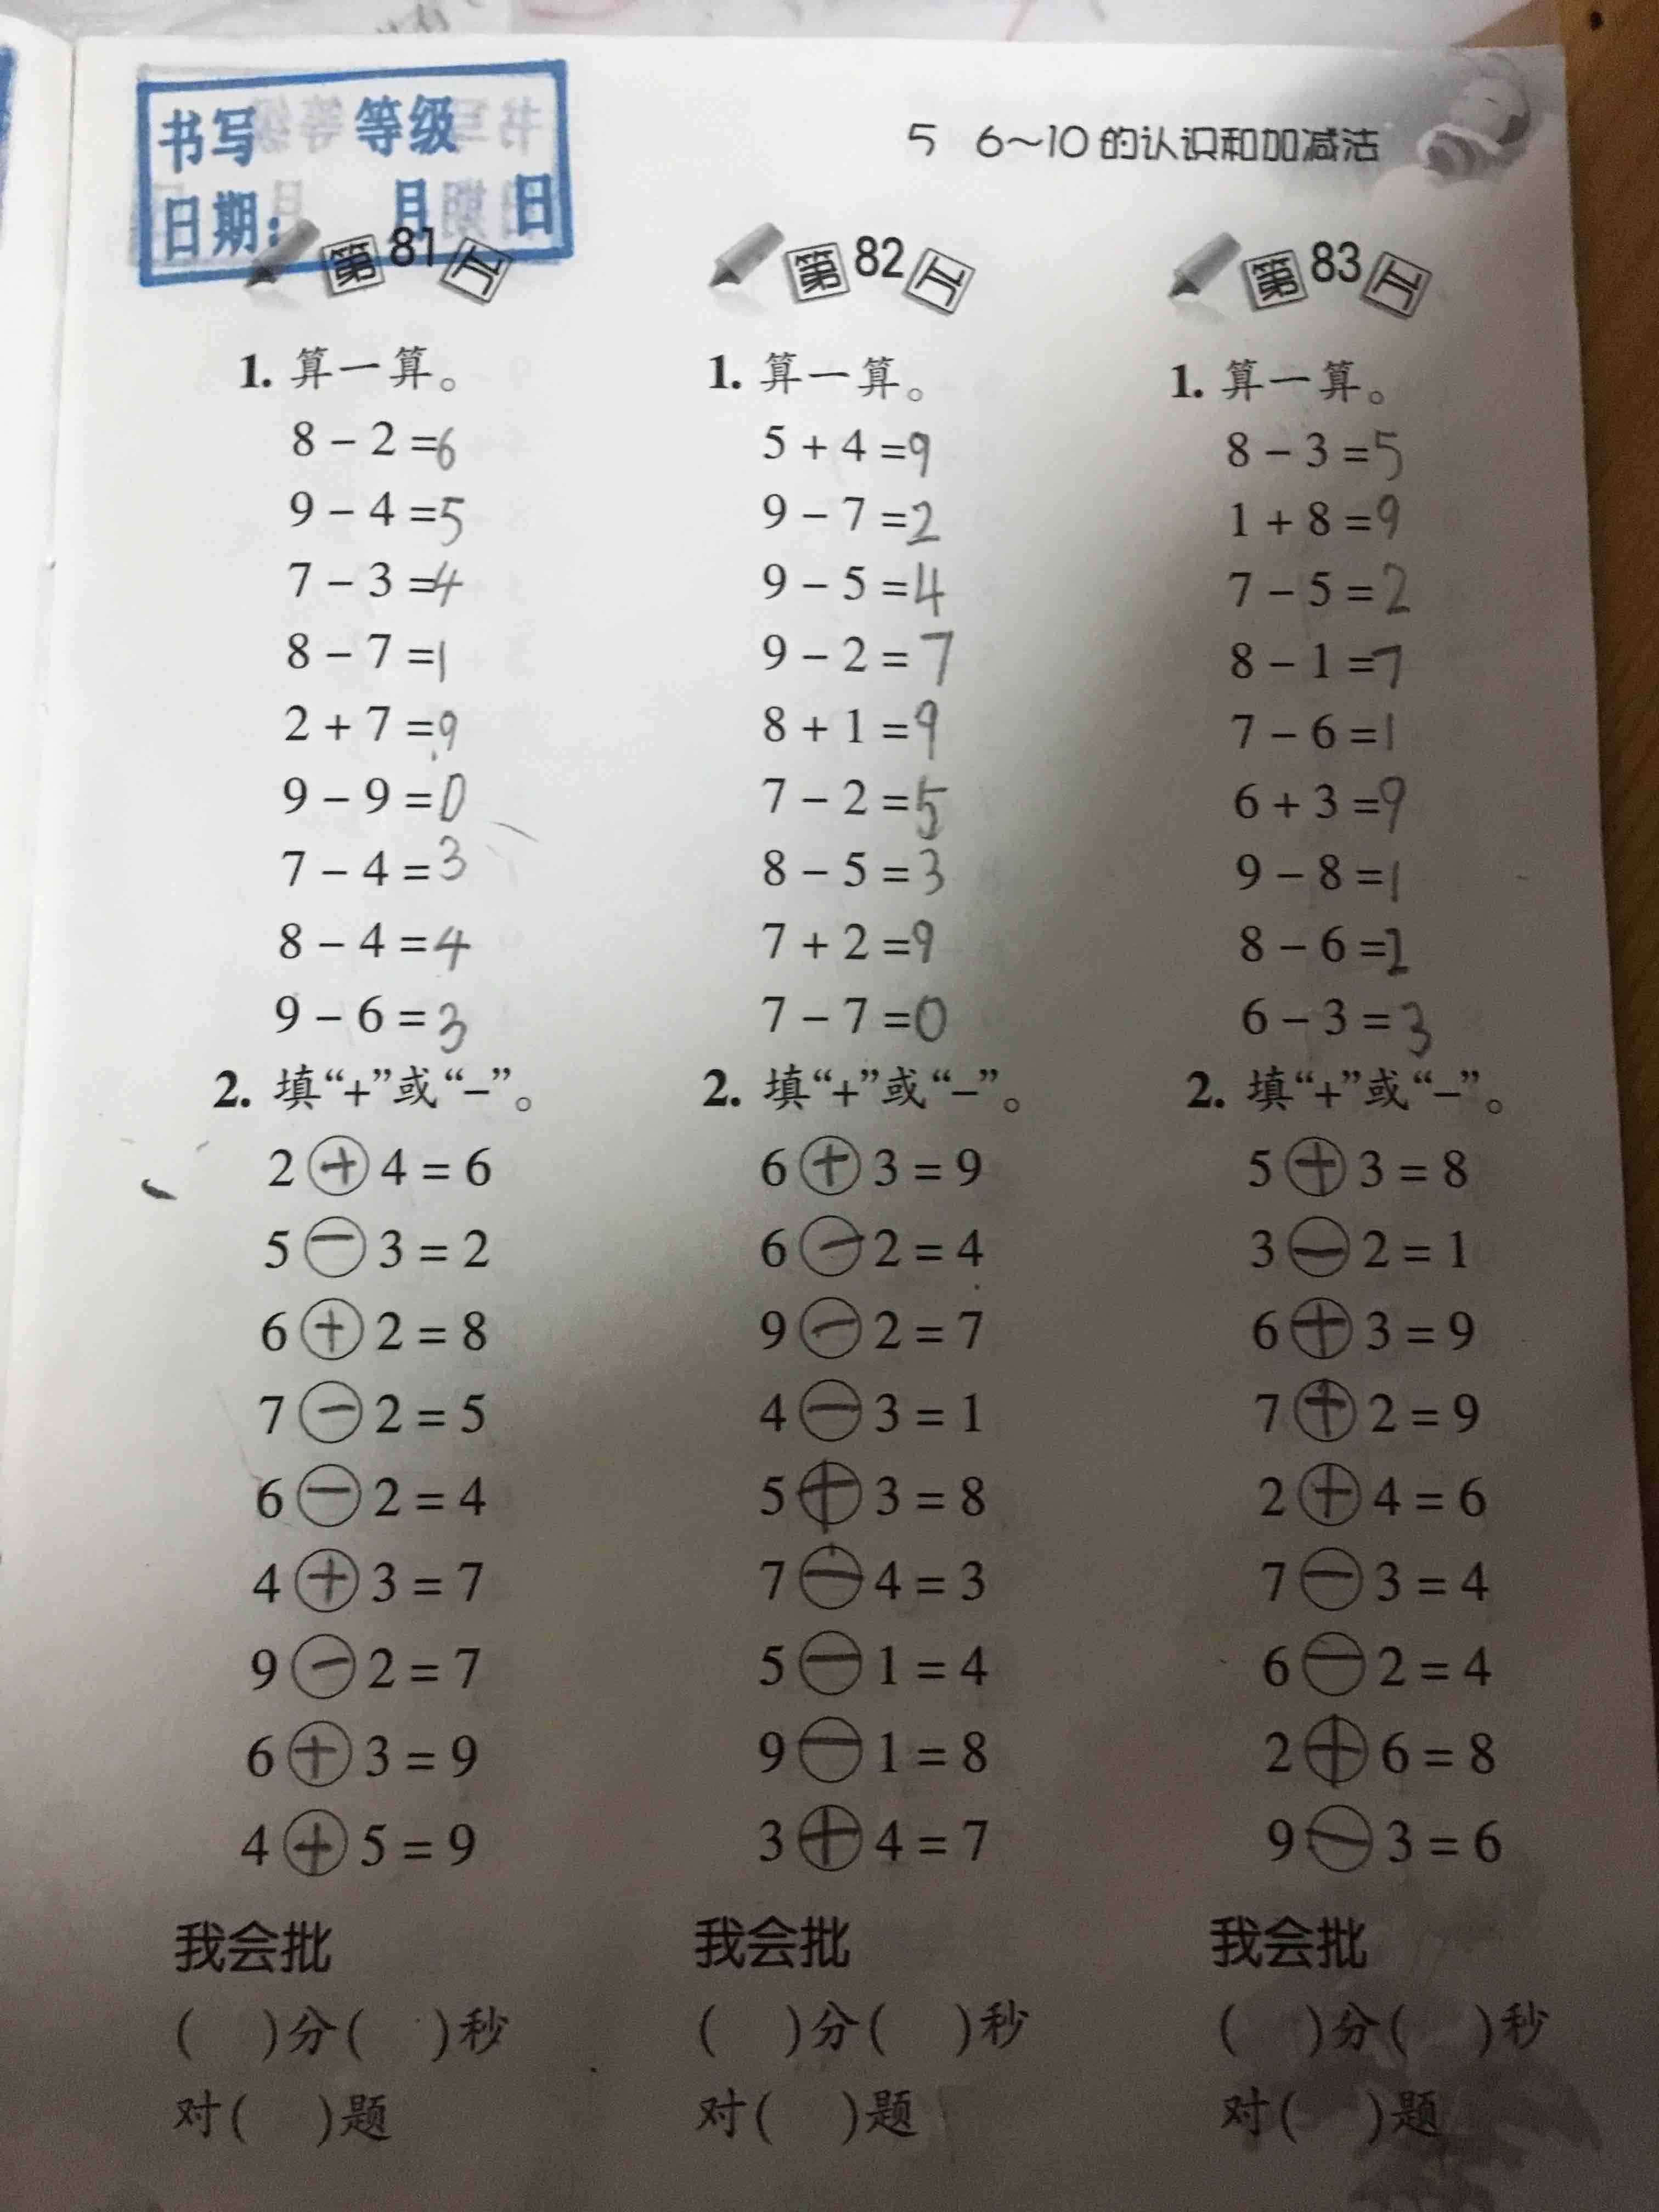 书写 等级
日期： 月 日
5 6～10的认识和加减法
第81天
1. 算一算。
8 - 2 =6
9 - 4 =5
7 - 3 =4
8 - 7 =1
2 + 7 =9
9 - 9 =0
7 - 4 =3
8 - 4 =4
9 - 6 =3
2. 填“+”或“-”。
2 + 4 = 6
5 - 3 = 2
6 + 2 = 8
7 - 2 = 5
6 - 2 = 4
4 + 3 = 7
9 - 2 = 7
6 + 3 = 9
4 + 5 = 9
我会批
( )分( )秒
对( )题
第82天
1. 算一算。
5 + 4 =9
9 - 7 =2
9 - 5 =4
9 - 2 =7
8 + 1 =9
7 - 2 =5
8 - 5 =3
7 + 2 =9
7 - 7 =0
2. 填“+”或“-”。
6 + 3 = 9
6 - 2 = 4
9 - 2 = 7
4 - 3 = 1
5 + 3 = 8
7 - 4 = 3
5 - 1 = 4
9 - 1 = 8
3 + 4 = 7
我会批
( )分( )秒
对( )题
第83天
1. 算一算。
8 - 3 =5
1 + 8 =9
7 - 5 =2
8 - 1 =7
7 - 6 =1
6 + 3 =9
9 - 8 =1
8 - 6 =2
6 - 3 =3
2. 填“+”或“-”。
5 + 3 = 8
3 - 2 = 1
6 + 3 = 9
7 + 2 = 9
2 + 4 = 6
7 - 3 = 4
6 - 2 = 4
2 + 6 = 8
9 - 3 = 6
我会批
( )分( )秒
对( )题